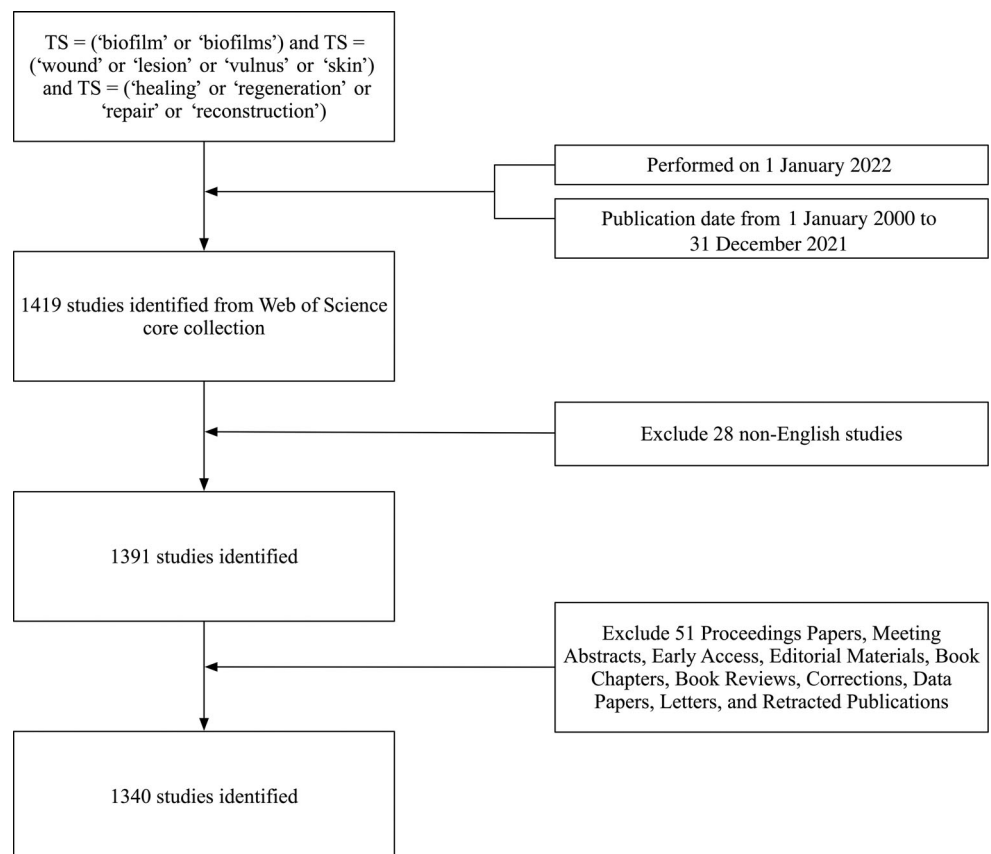 TS = (‘biofilm’ or ‘biofilms’) and TS =
(‘wound’ or ‘lesion’ or ‘vulnus’ or ‘skin’)
and TS = (‘healing’ or ‘regeneration’ or
‘repair’ or ‘reconstruction’)
Performed on 1 January 2022
Publication date from 1 January 2000 to
31 December 2021
1419 studies identified from Web of Science
core collection
Exclude 28 non-English studies
1391 studies identified
Exclude 51 Proceedings Papers, Meeting
Abstracts, Early Access, Editorial Materials, Book
Chapters, Book Reviews, Corrections, Data
Papers, Letters, and Retracted Publications
1340 studies identified